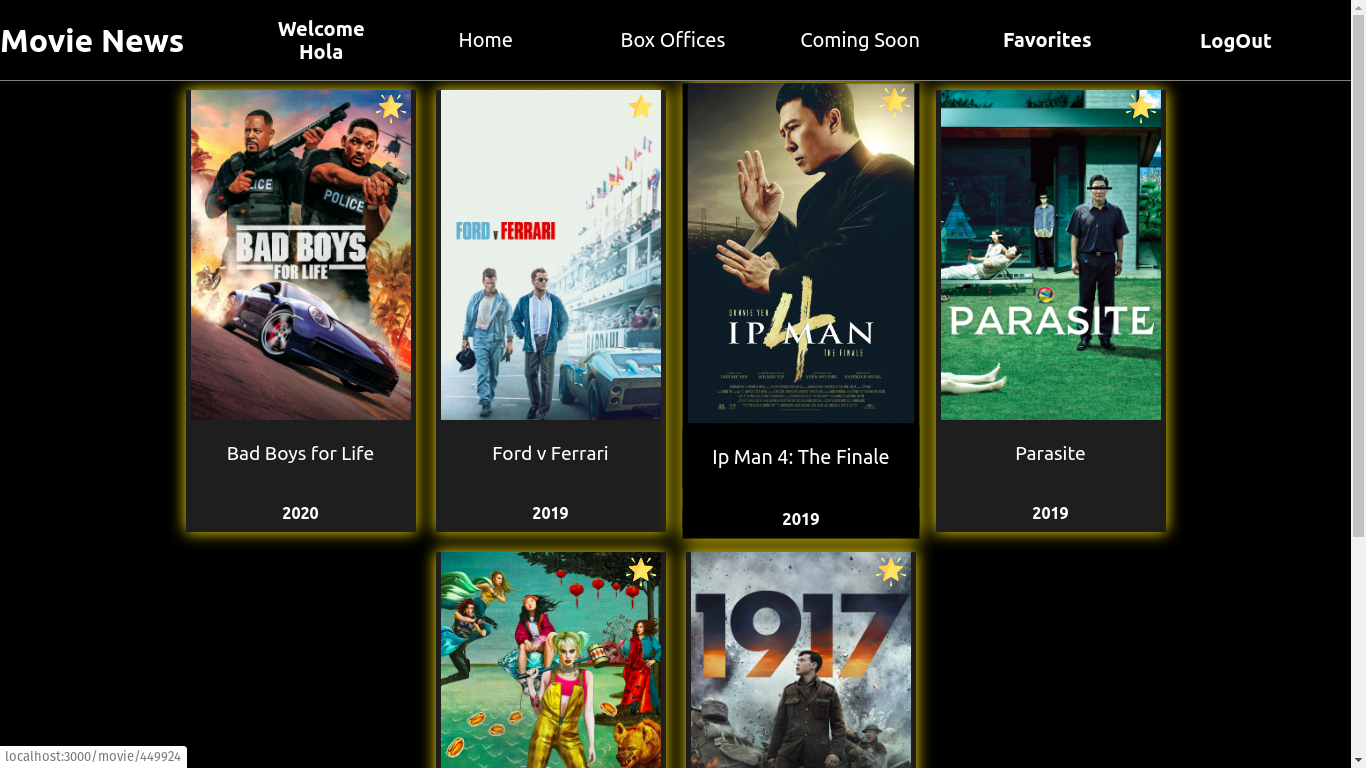 Movie News
Welcome
Hola
Home
Box Offices
Coming Soon
Favorites
LogOut
POLICE
POLICE
BAD BOYS
FOR LIFE
Bad Boys for Life
2020
FORD v FERRARI
Ford v Ferrari
2019
DONNIE YEN
IP MAN 4
THE FINALE
Ip Man 4: The Finale
2019
PARASITE
Parasite
2019
1917
localhost:3000/movie/449924